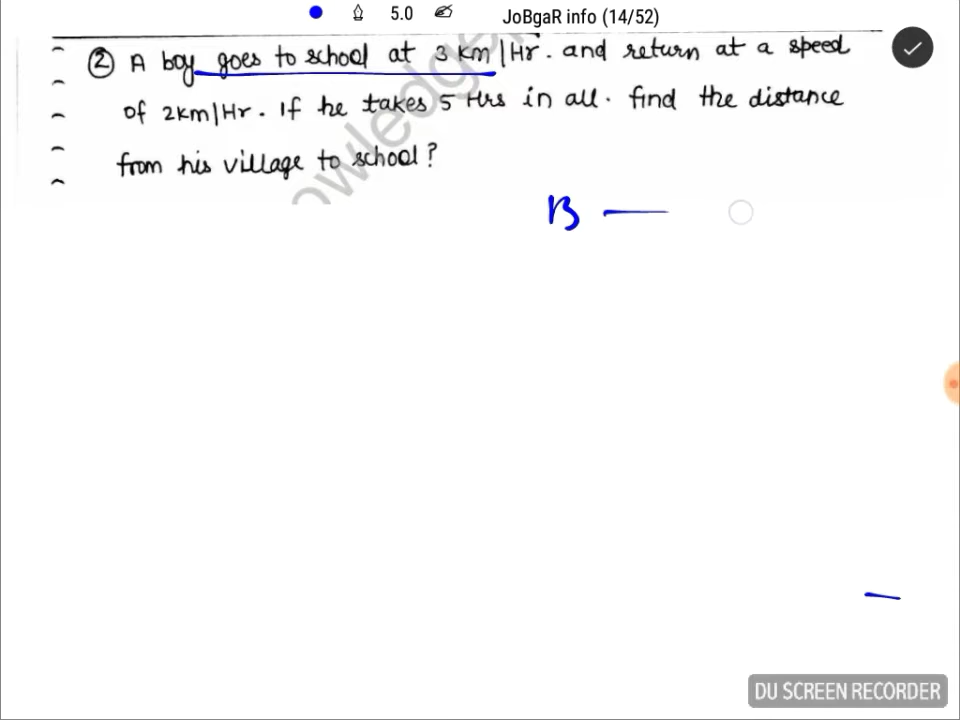 5.0 JoBgaR info (14/52)
② A boy goes to school at 3 km/Hr. and return at a speed
of 2km/Hr. If he takes 5 Hrs in all. find the distance
from his village to school?
B —
DU SCREEN RECORDER